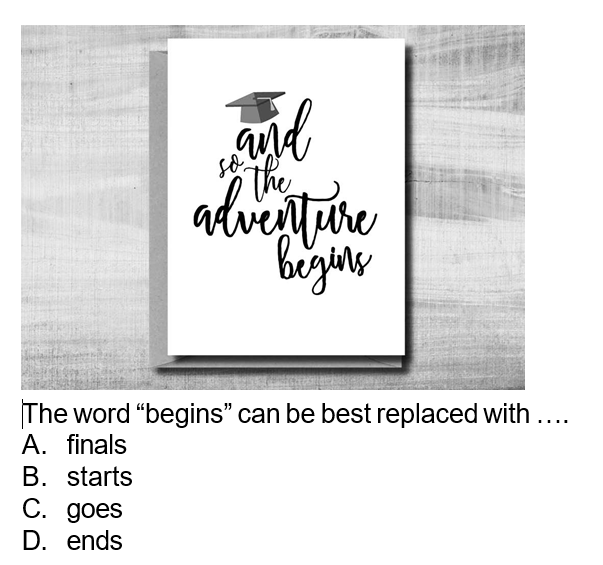 and
so the
adventure
begins
The word “begins” can be best replaced with ….
A. finals
B. starts
C. goes
D. ends